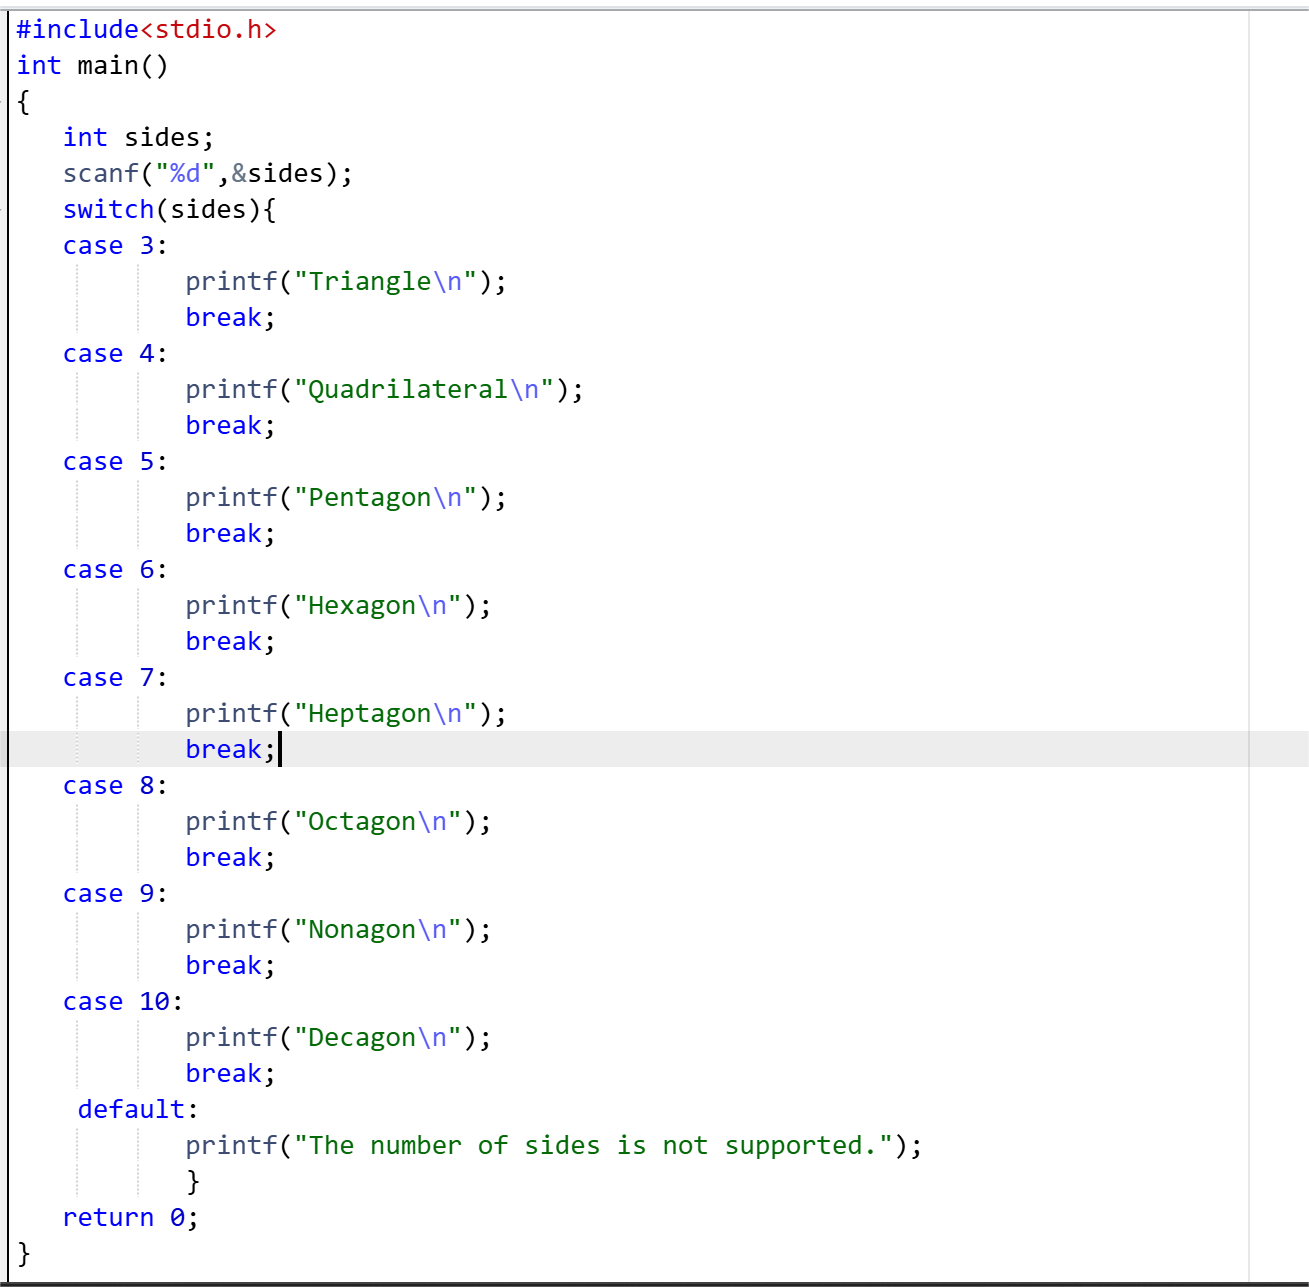 #include<stdio.h>
int main()
{
   int sides;
   scanf("%d",&sides);
   switch(sides){
   case 3:
           printf("Triangle\n");
           break;
   case 4:
           printf("Quadrilateral\n");
           break;
   case 5:
           printf("Pentagon\n");
           break;
   case 6:
           printf("Hexagon\n");
           break;
   case 7:
           printf("Heptagon\n");
           break;
   case 8:
           printf("Octagon\n");
           break;
   case 9:
           printf("Nonagon\n");
           break;
   case 10:
           printf("Decagon\n");
           break;
    default:
           printf("The number of sides is not supported.");
           }
   return 0;
}